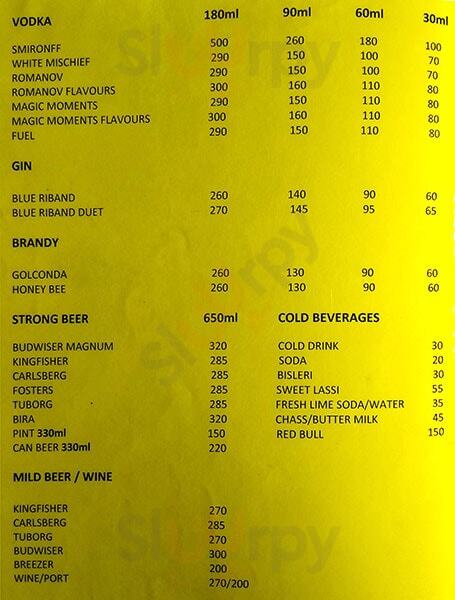 VODKA 180ml 90ml 60ml 30ml
SMIRONFF 500 260 180 100
WHITE MISCHIEF 290 150 100 70
ROMANOV 290 150 100 70
ROMANOV FLAVOURS 300 160 110 80
MAGIC MOMENTS 290 150 110 80
MAGIC MOMENTS FLAVOURS 300 160 110 80
FUEL 290 150 110 80
GIN
BLUE RIBAND 260 140 90 60
BLUE RIBAND DUET 270 145 95 65
BRANDY
GOLCONDA 260 130 90 60
HONEY BEE 260 130 90 60
STRONG BEER 650ml COLD BEVERAGES
BUDWISER MAGNUM 320 COLD DRINK 30
KINGFISHER 285 SODA 20
CARLSBERG 285 BISLERI 30
FOSTERS 285 SWEET LASSI 55
TUBORG 285 FRESH LIME SODA/WATER 35
BIRA 320 CHASS/BUTTER MILK 45
PINT 330ml 150 RED BULL 150
CAN BEER 330ml 220
MILD BEER / WINE
KINGFISHER 270
CARLSBERG 285
TUBORG 270
BUDWISER 300
BREEZER 200
WINE/PORT 270/200